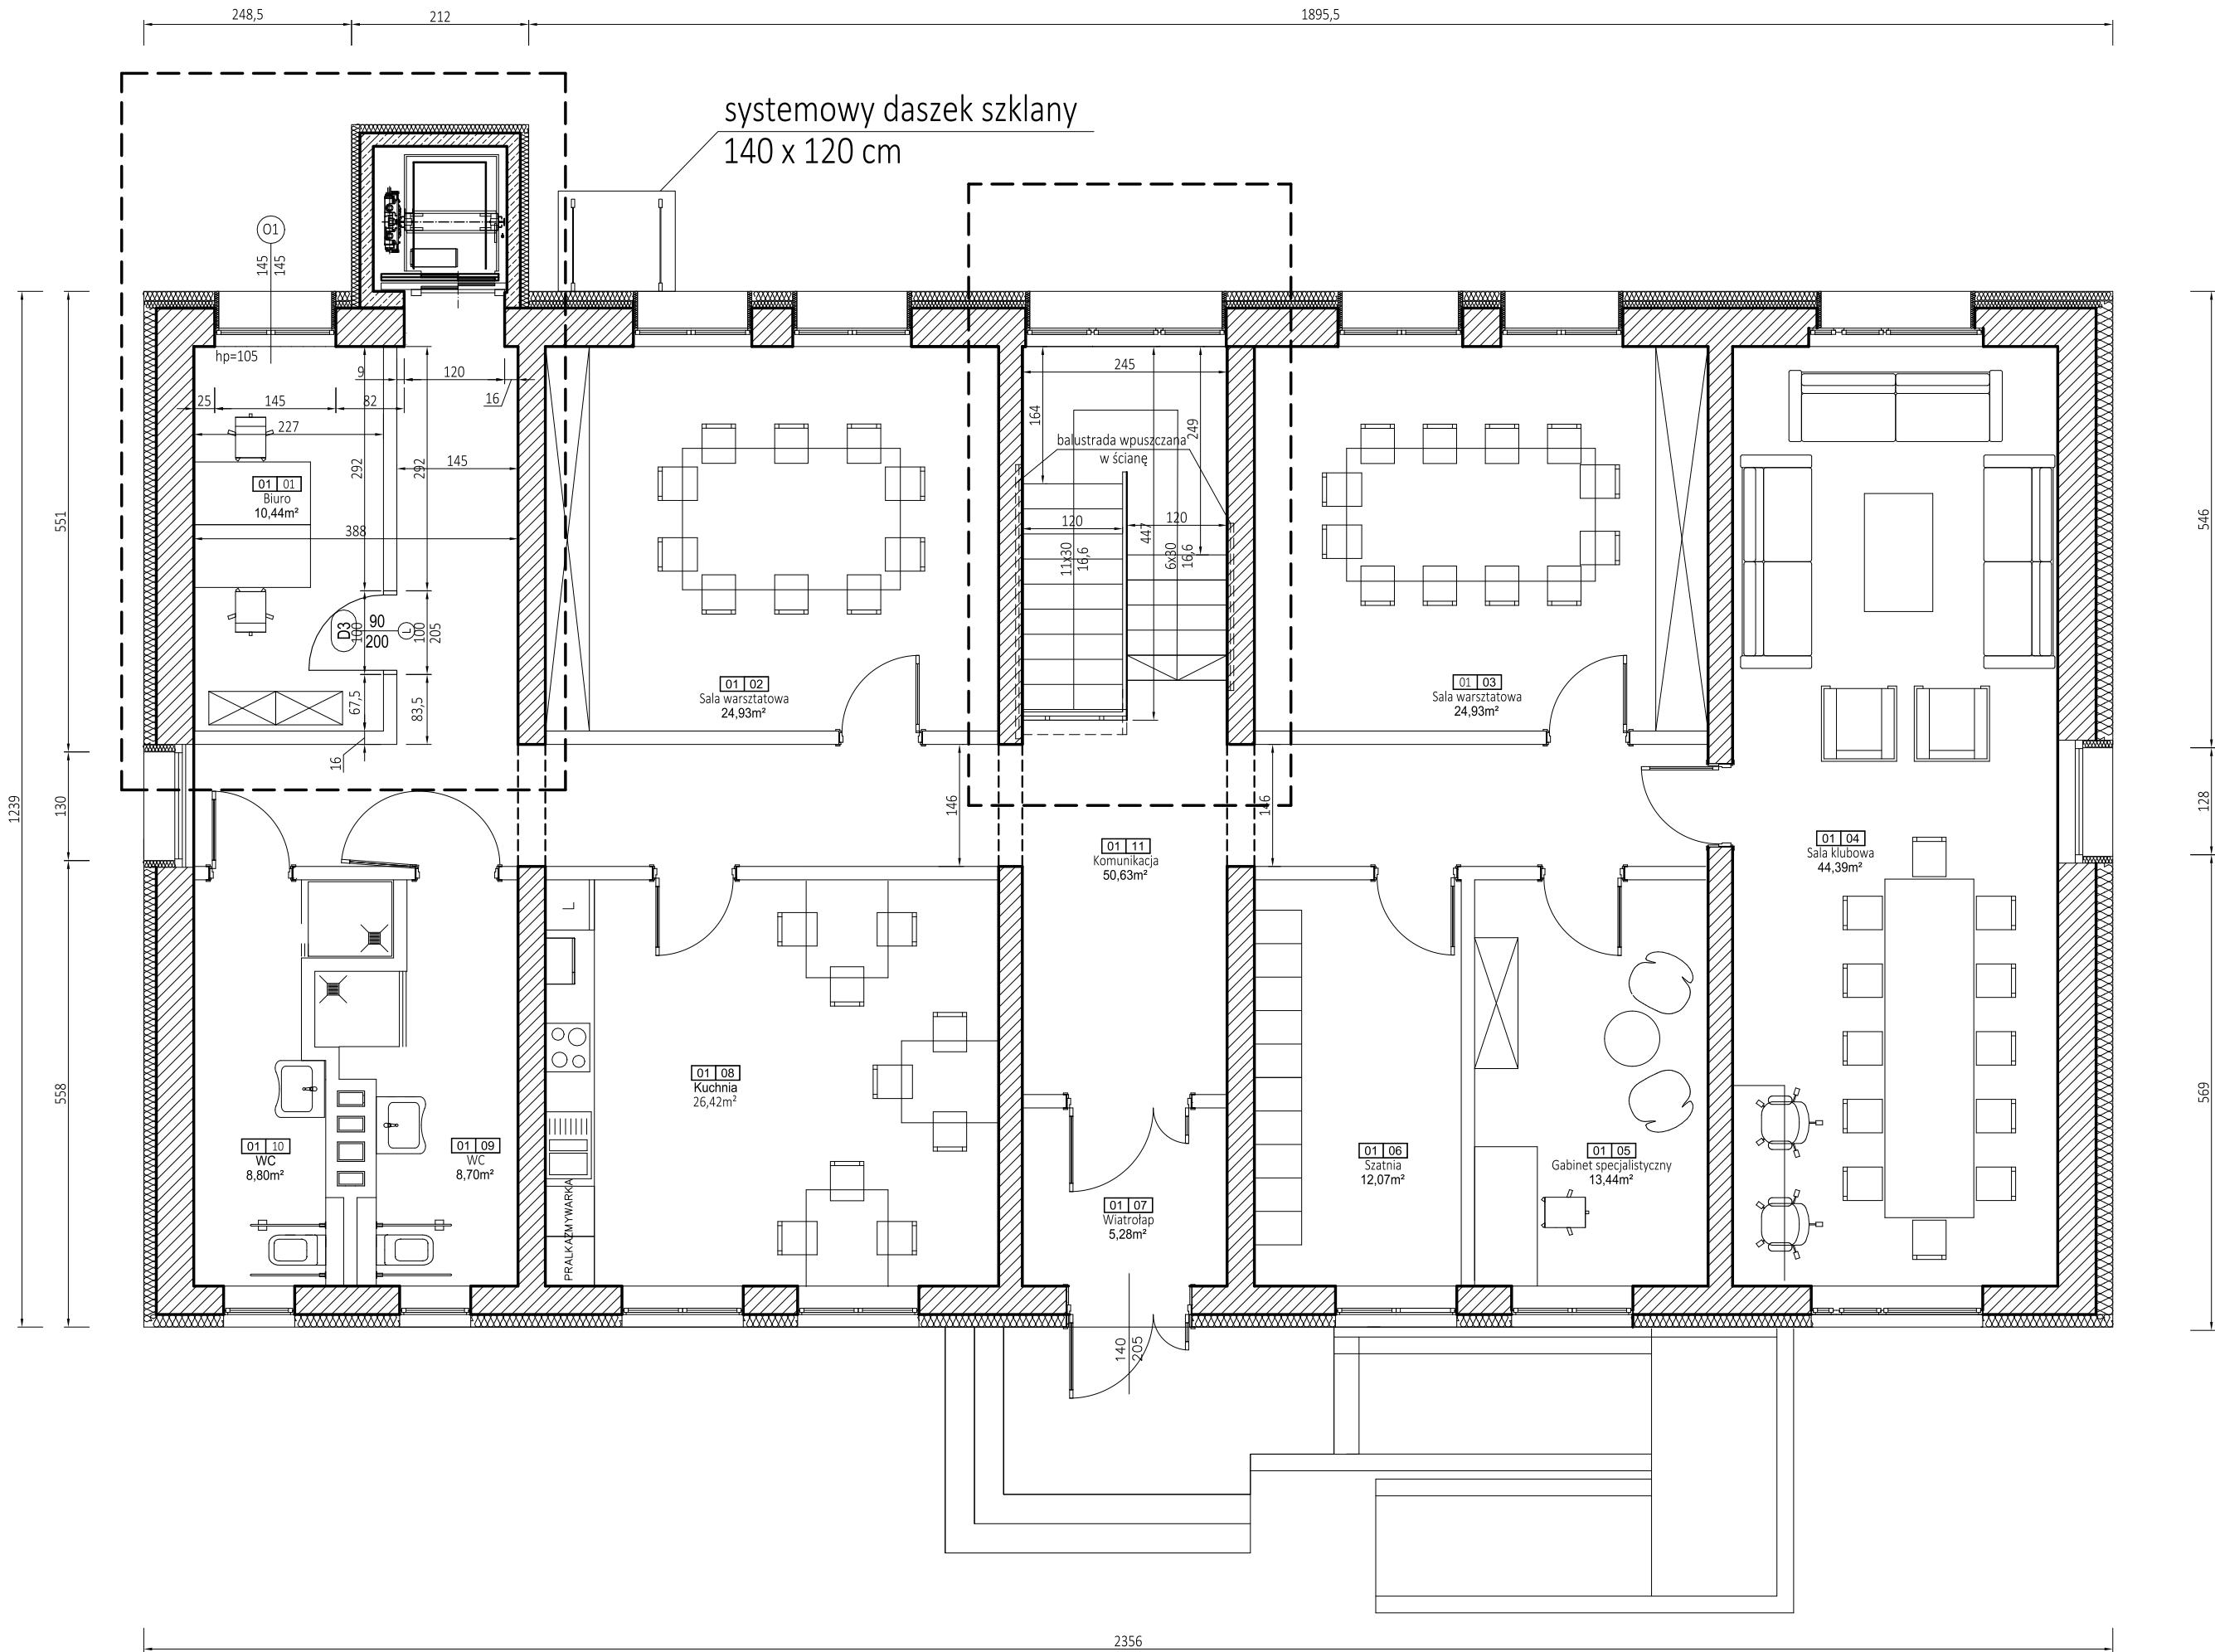 248,5
212
1895,5
systemowy daszek szklany
140 x 120 cm
O1
145
145
hp=105
9
120
16
25
145
82
227
292
292
145
245
164
249
balustrada wpuszczana
w ścianę
01 01
Biuro
10,44m²
388
120
120
447
11x30
16,6
6x30
16,6
551
546
1239
D3
90
200
100
L
100
205
67,5
83,5
16
01 02
Sala warsztatowa
24,93m²
01 03
Sala warsztatowa
24,93m²
130
146
146
128
01 11
Komunikacja
50,63m²
01 04
Sala klubowa
44,39m²
L
01 08
Kuchnia
26,42m²
558
569
01 10
WC
8,80m²
01 09
WC
8,70m²
ZMYWARKA
PRALKA
01 06
Szatnia
12,07m²
01 05
Gabinet specjalistyczny
13,44m²
01 07
Wiatrołap
5,28m²
140
205
2356